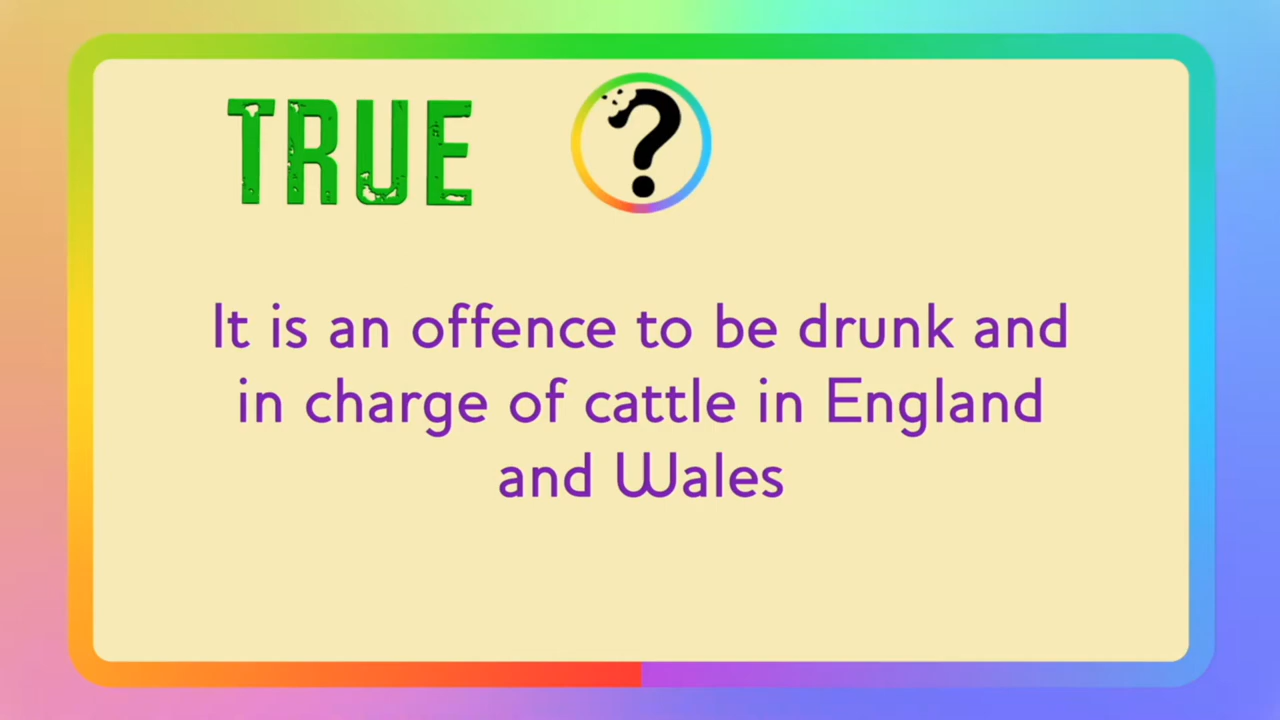 TRUE ?
It is an offence to be drunk and
in charge of cattle in England
and Wales